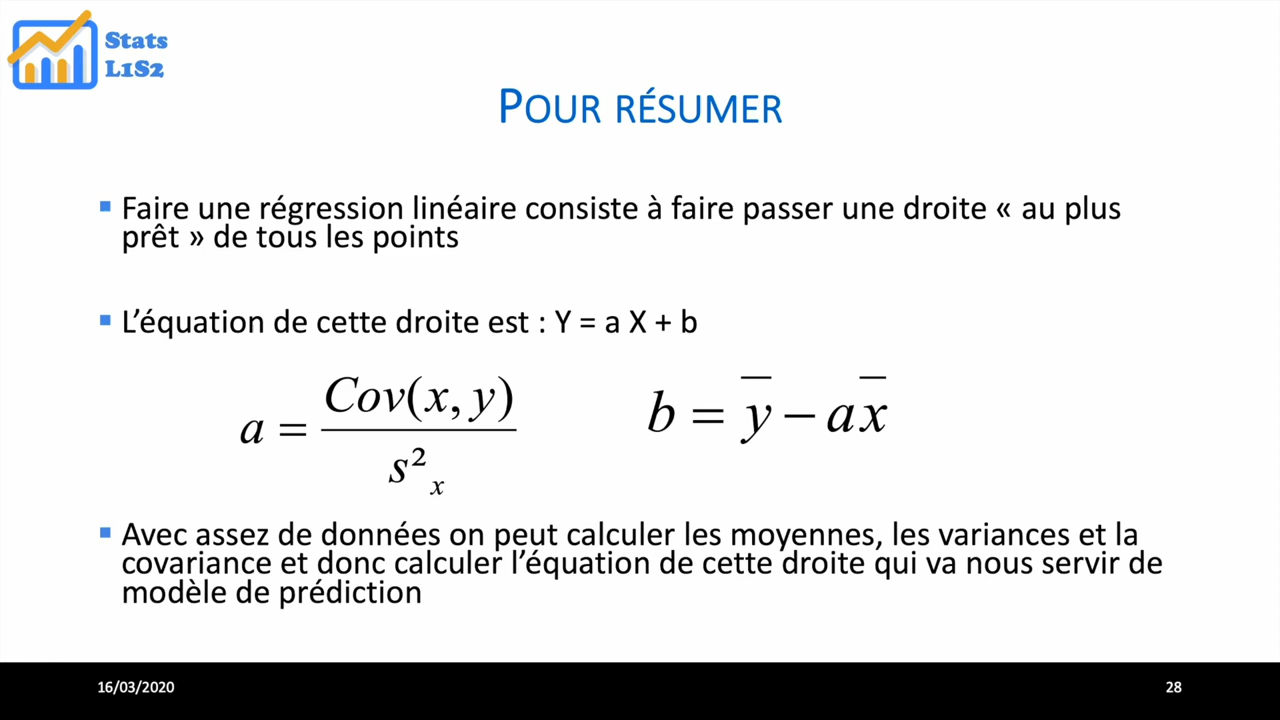 Stats
L1S2
POUR RÉSUMER
▪ Faire une régression linéaire consiste à faire passer une droite « au plus
prêt » de tous les points
▪ L’équation de cette droite est : Y = a X + b
a = Cov(x, y) / s²ₓ
b = y̅ − ax̅
▪ Avec assez de données on peut calculer les moyennes, les variances et la
covariance et donc calculer l’équation de cette droite qui va nous servir de
modèle de prédiction
16/03/2020
28